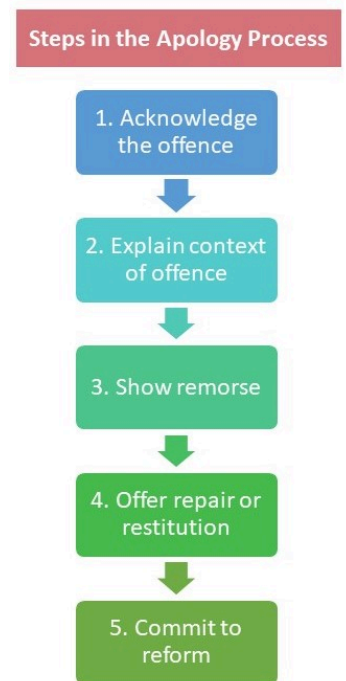 Steps in the Apology Process
1. Acknowledge
the offence
2. Explain context
of offence
3. Show remorse
4. Offer repair or
restitution
5. Commit to
reform